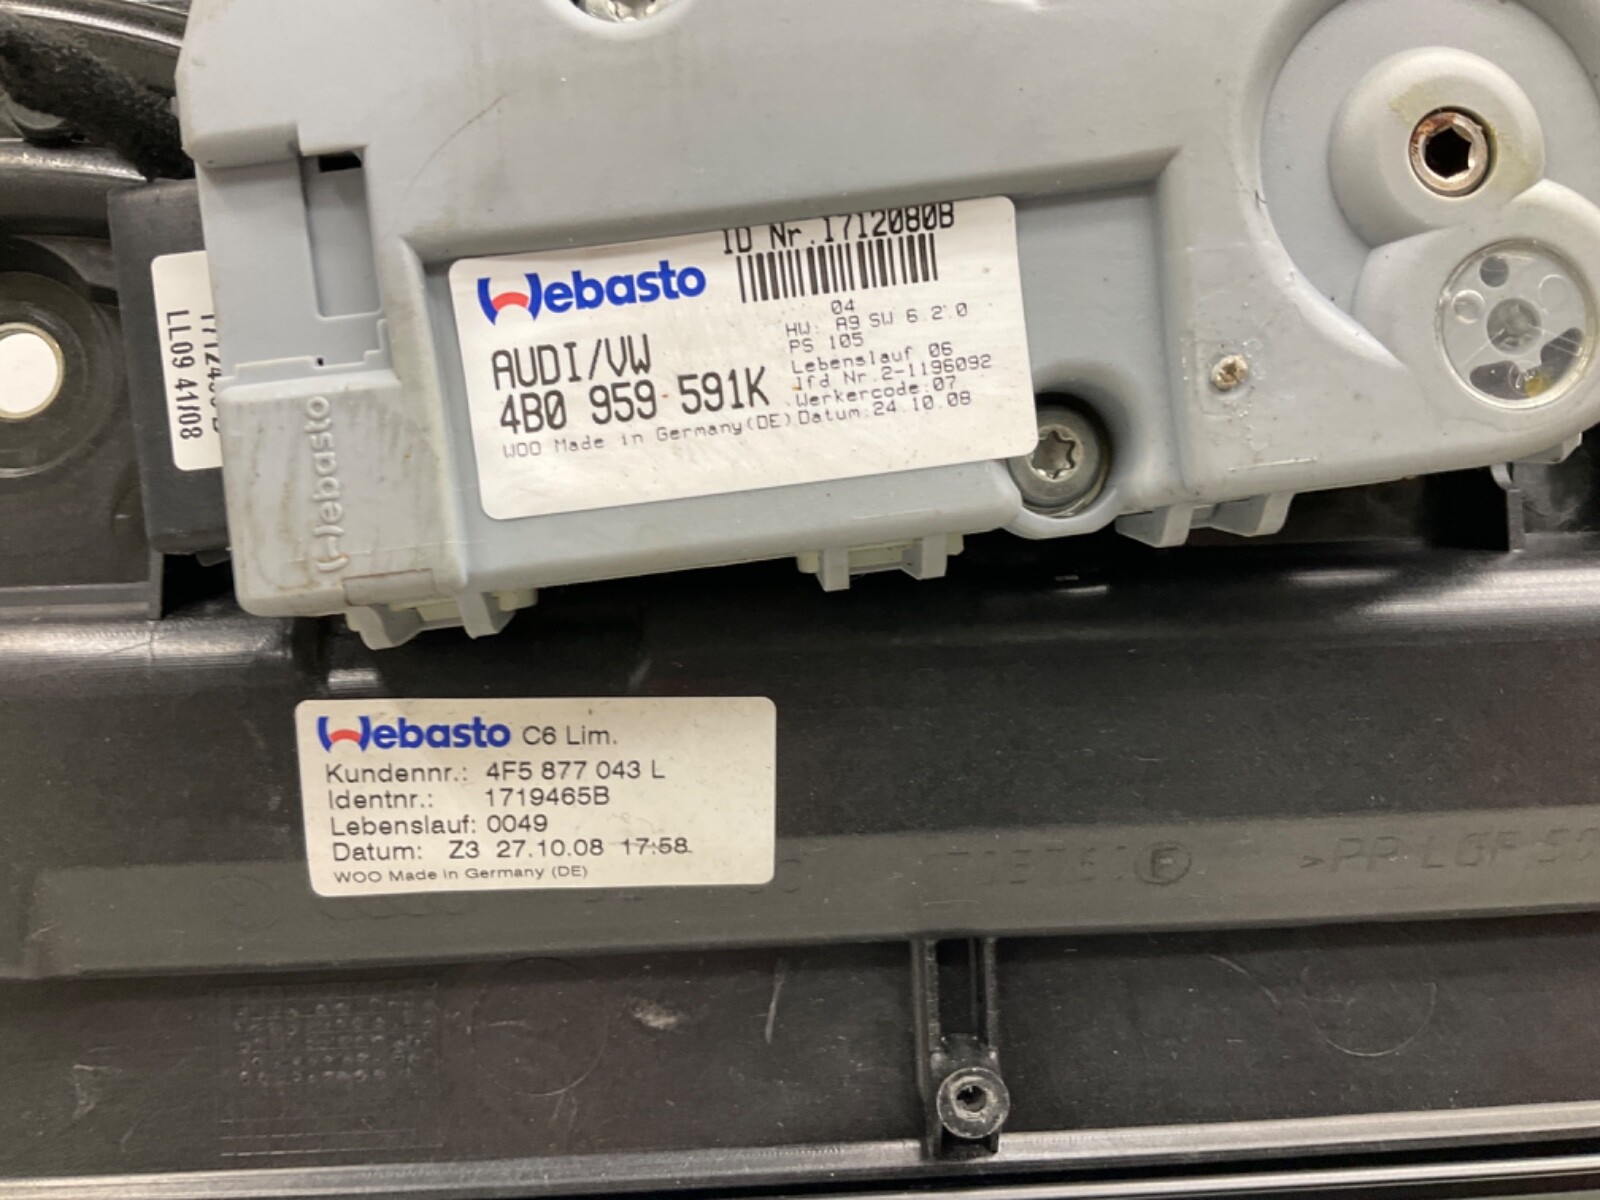 ID Nr.1712080B
Webasto
04
HW: A9 SW 6.2.0
PS 105
AUDI/VW
Lebenslauf 06
lfd Nr.2-1196092
4B0 959 591K
Werkercode:07
WOO Made in Germany(DE) Datum:24.10.08
LL09 41/08
Webasto
Webasto C6 Lim.
Kundennr.: 4F5 877 043 L
Identnr.: 1719465B
Lebenslauf: 0049
Datum: Z3 27.10.08 17:58
WOO Made in Germany (DE)
F >PP LGF